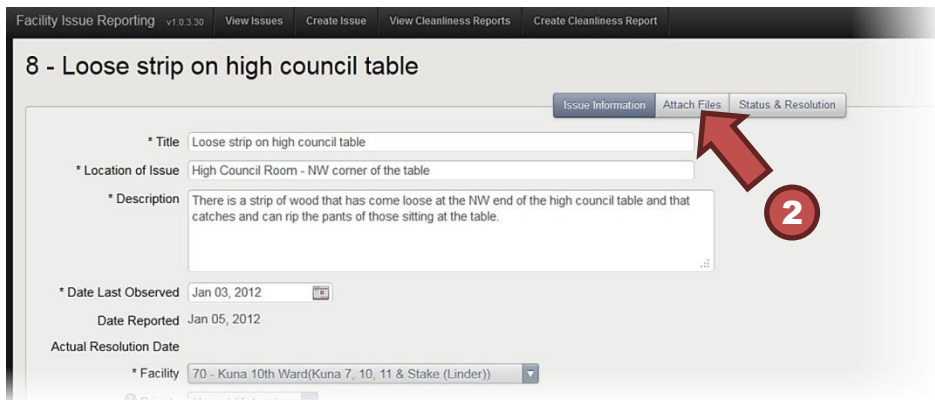 Facility Issue Reporting v1.0.3.30 View Issues Create Issue View Cleanliness Reports Create Cleanliness Report
8 - Loose strip on high council table
Issue Information Attach Files Status & Resolution
* Title Loose strip on high council table
* Location of Issue High Council Room - NW corner of the table
* Description There is a strip of wood that has come loose at the NW end of the high council table and that
catches and can rip the pants of those sitting at the table.
2
* Date Last Observed Jan 03, 2012
Date Reported Jan 05, 2012
Actual Resolution Date
* Facility 70 - Kuna 10th Ward(Kuna 7, 10, 11 & Stake (Linder))